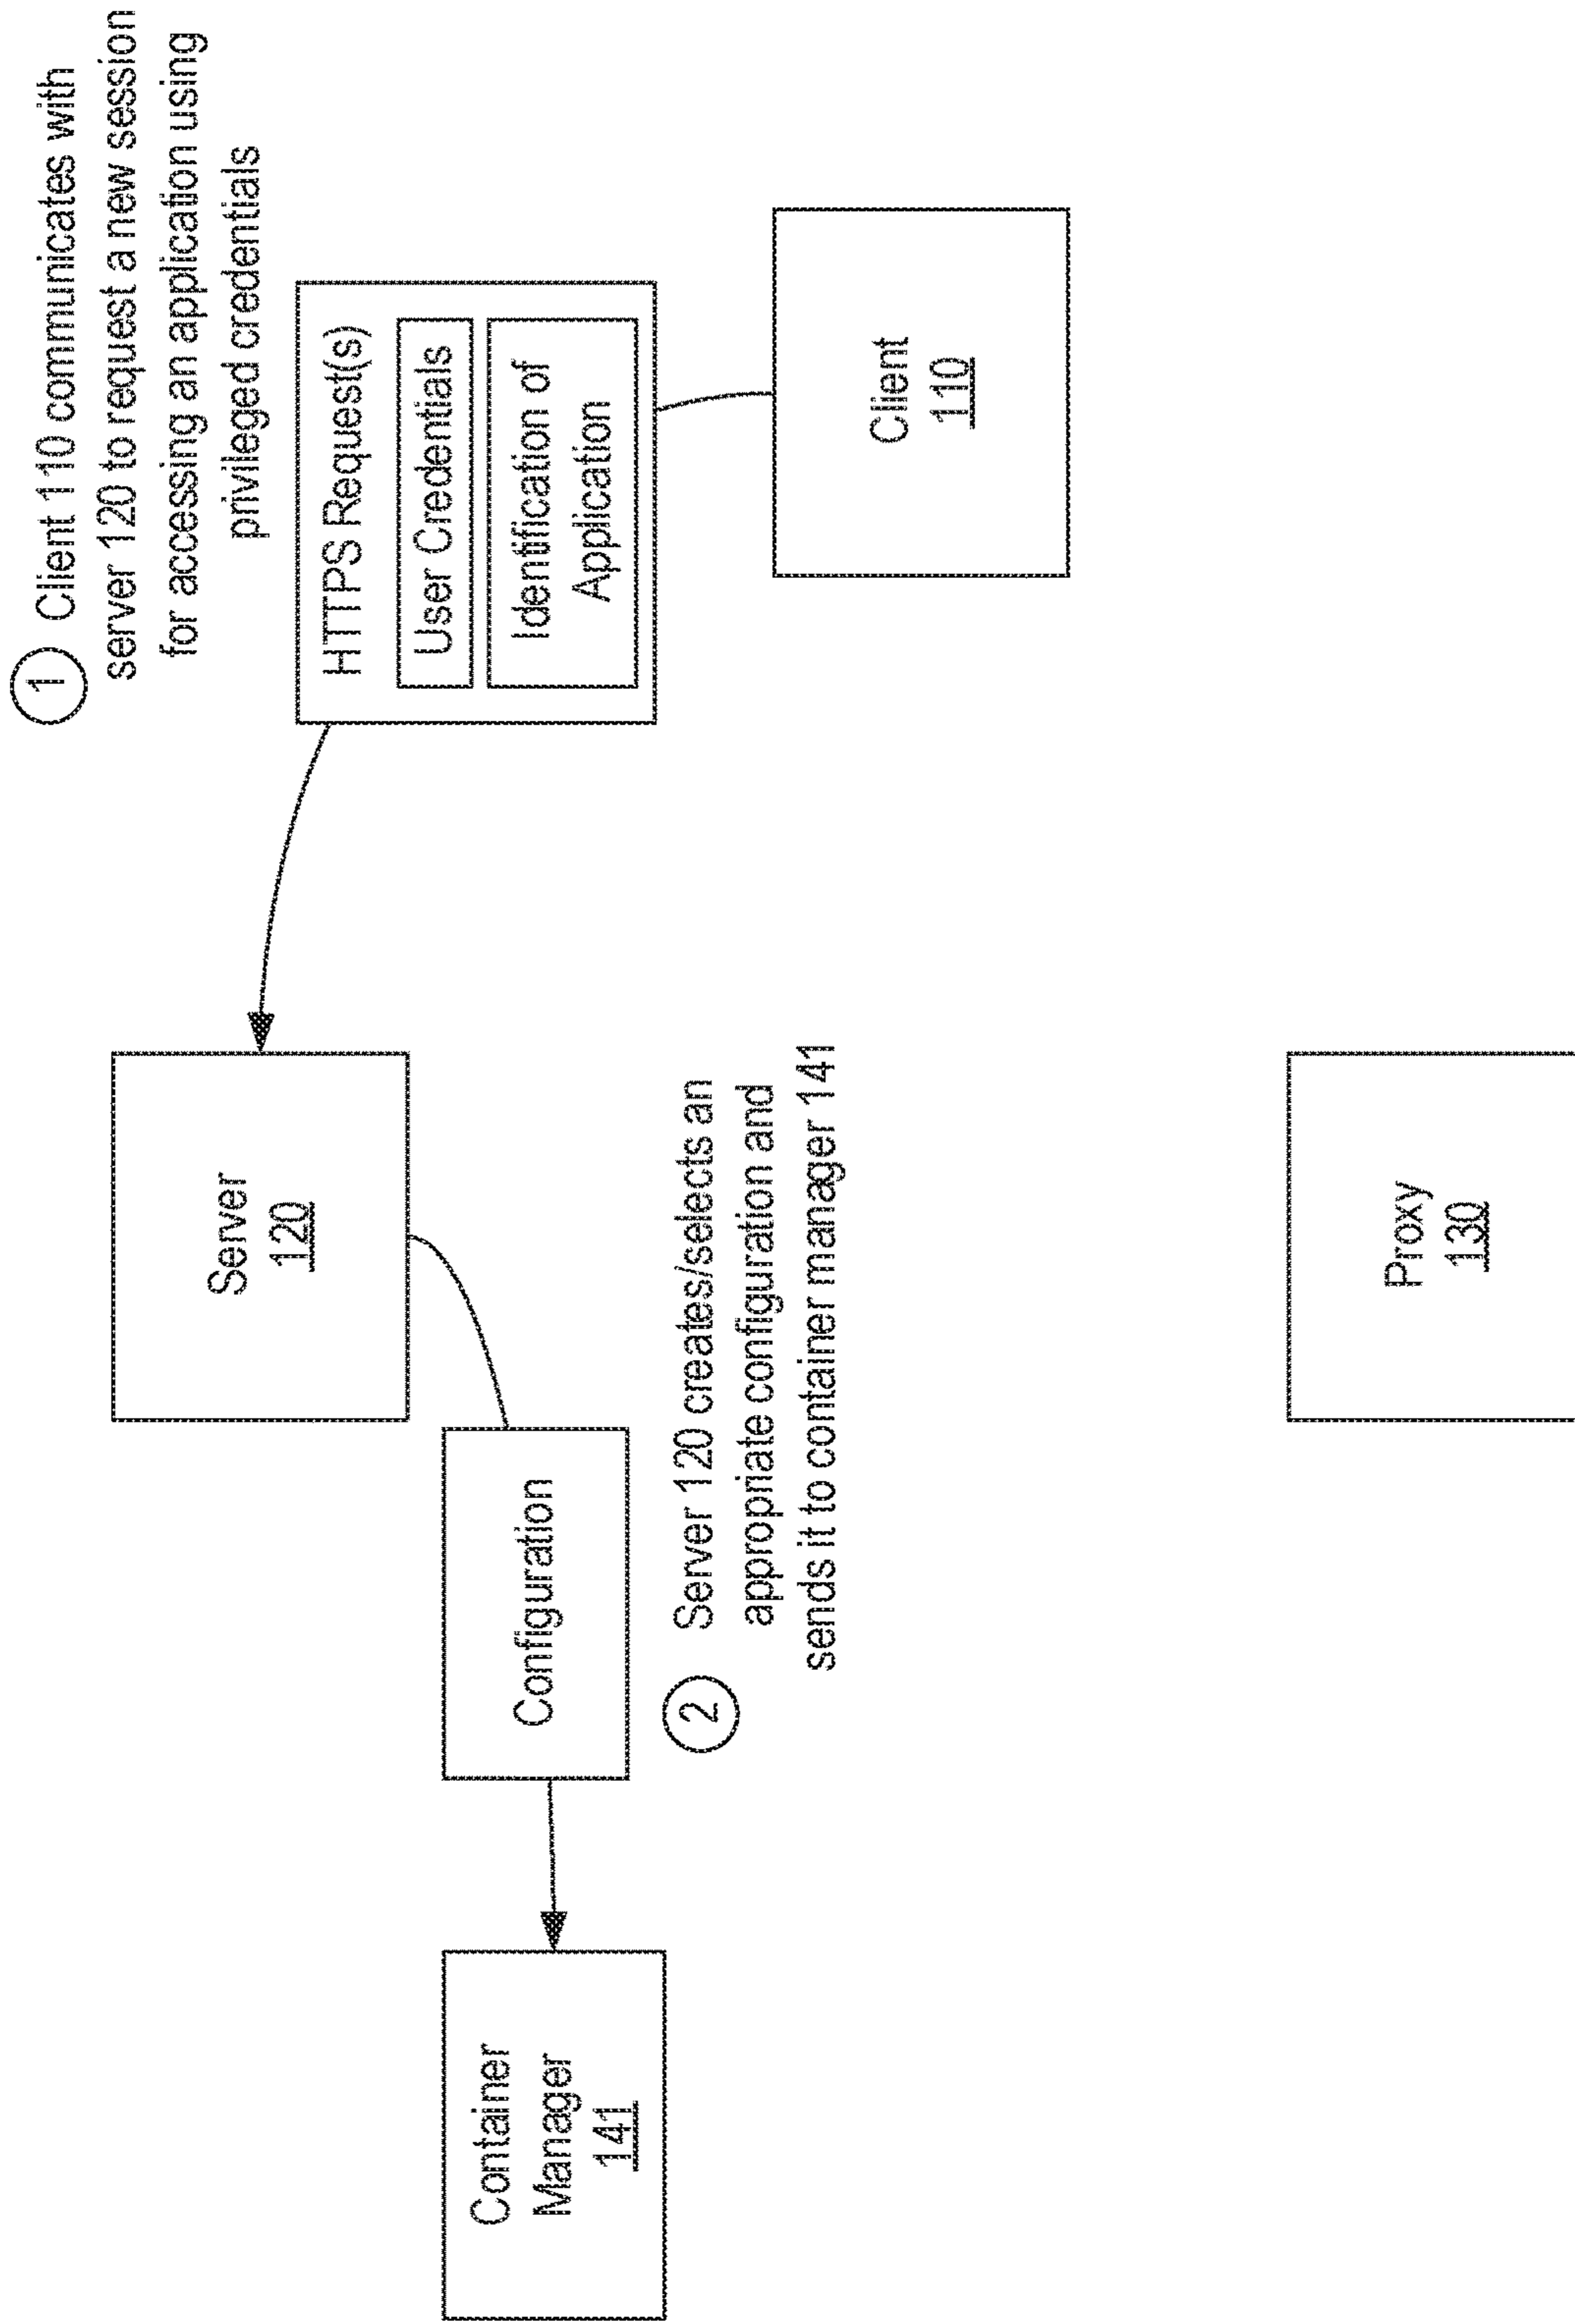 1
Client 110 communicates with
server 120 to request a new session
for accessing an application using
privileged credentials
HTTPS Request(s)
User Credentials
Identification of
Application
Client
110
Server
120
Configuration
2
Server 120 creates/selects an
appropriate configuration and
sends it to container manager 141
Container
Manager
141
Proxy
130